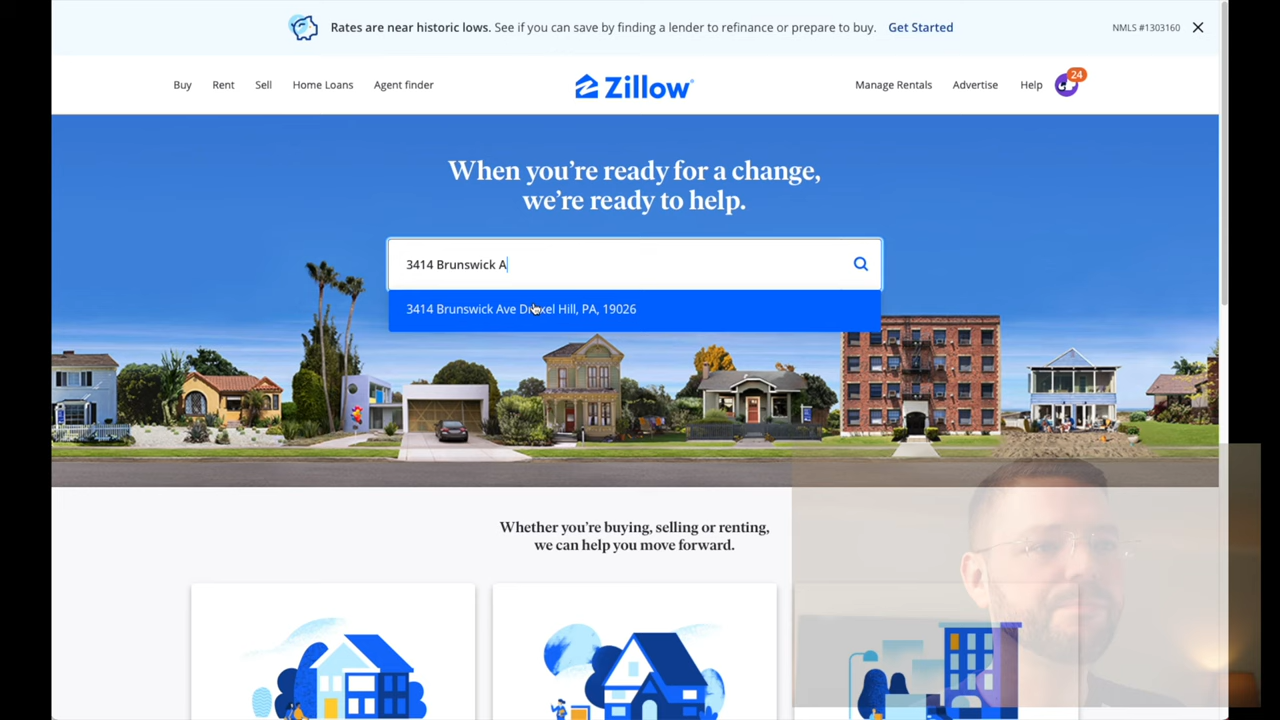 Rates are near historic lows. See if you can save by finding a lender to refinance or prepare to buy. Get Started NMLS #1303160
Buy Rent Sell Home Loans Agent finder Zillow Manage Rentals Advertise Help 24
When you're ready for a change,
we're ready to help.
3414 Brunswick A
3414 Brunswick Ave Drexel Hill, PA, 19026
Whether you're buying, selling or renting,
we can help you move forward.